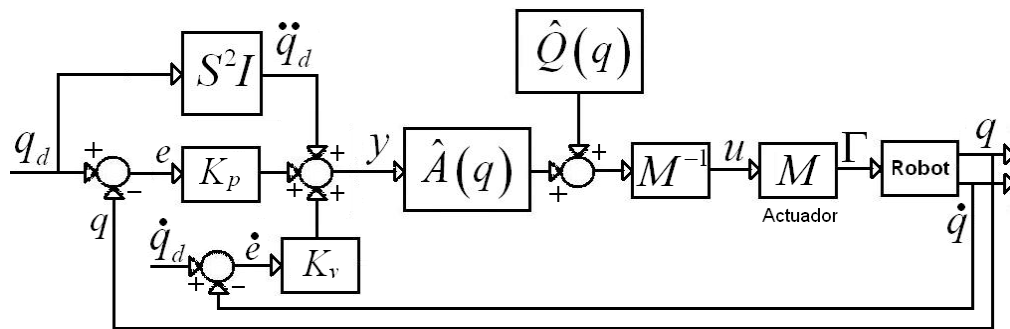 S²I
q̈_d
Q̂(q)
q_d
+
−
e
K_p
+
+
+
y
Â(q)
+
+
M⁻¹
u
M
Γ
Robot
q
Actuador
q
q̇_d
+
−
ė
K_v
q̇